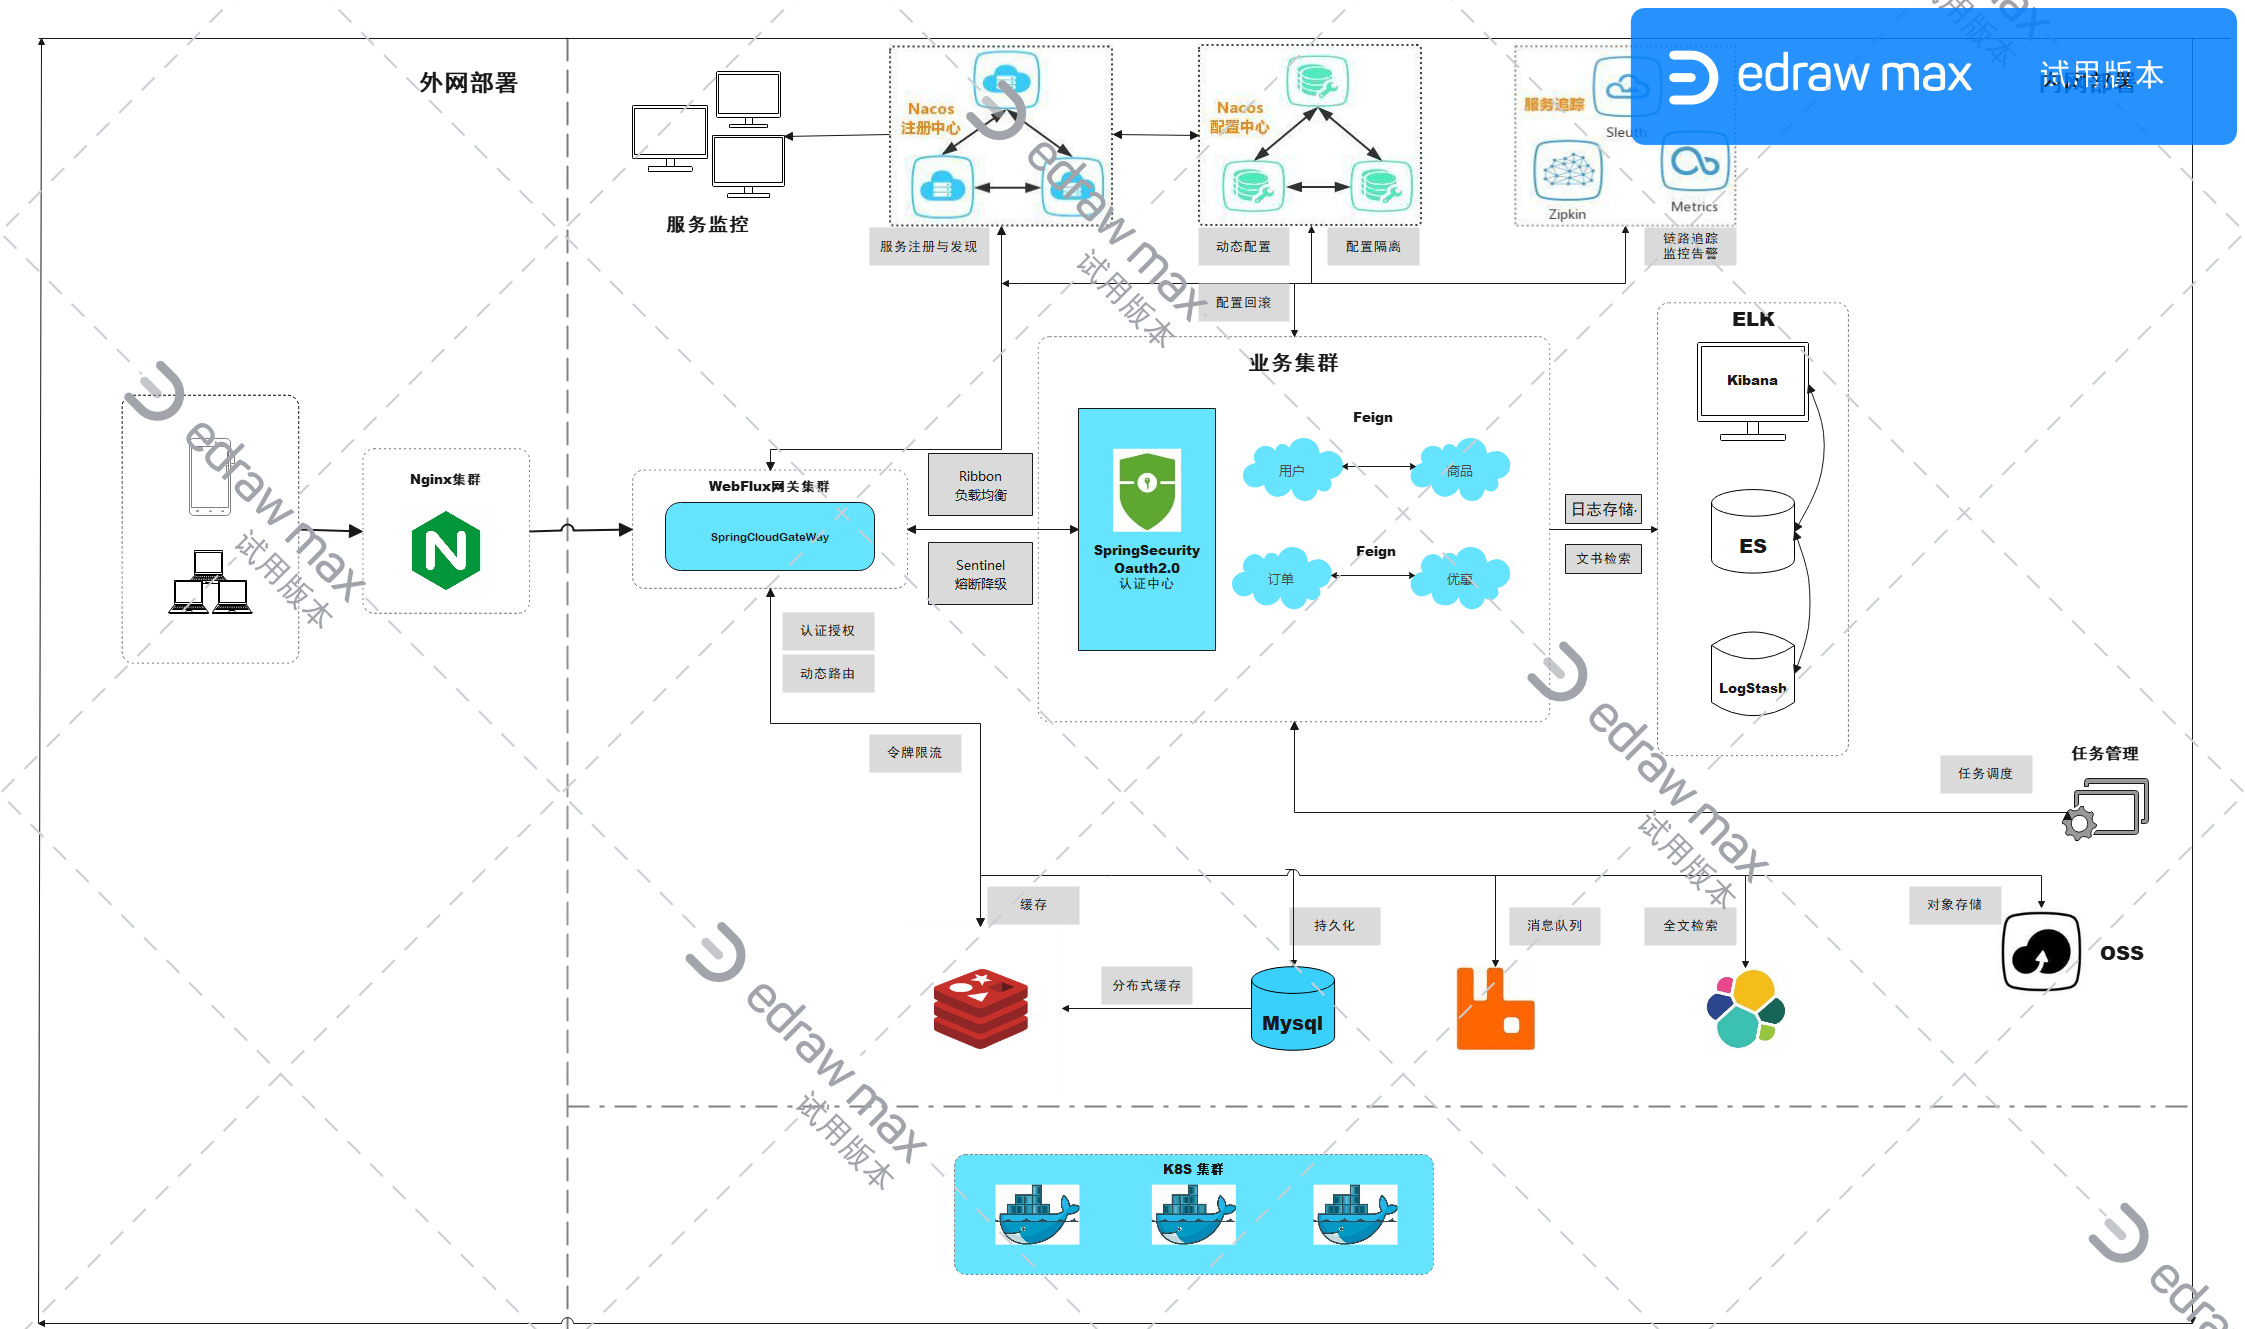 外网部署
edraw max
试用版本
Nacos
注册中心
Nacos
配置中心
服务追踪
Sleuth
Zipkin
Metrics
服务监控
服务注册与发现
动态配置
配置隔离
链路追踪
监控告警
配置回滚
ELK
Kibana
ES
LogStash
业务集群
Feign
用户
商品
Feign
订单
SpringSecurity
Oauth2.0
认证中心
Nginx集群
WebFlux网关集群
SpringCloudGateWay
Ribbon
负载均衡
Sentinel
熔断降级
日志存储.
文书检索
认证授权
动态路由
令牌限流
任务管理
任务调度
缓存
持久化
消息队列
全文检索
对象存储
OSS
分布式缓存
Mysql
K8S 集群
edraw max
试用版本
edraw max
试用版本
edraw max
试用版本
edraw max
试用版本